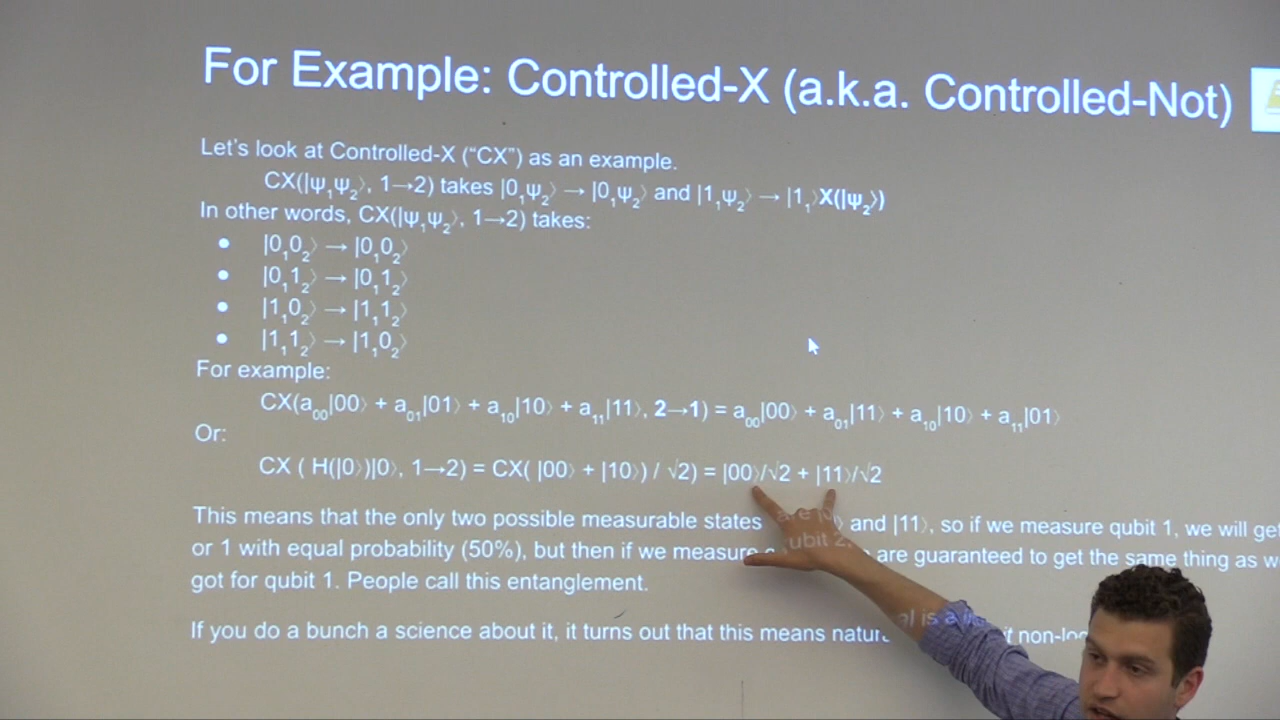 For Example: Controlled-X (a.k.a. Controlled-Not)
Let's look at Controlled-X ("CX") as an example.
CX(|ψ₁ψ₂⟩, 1→2) takes |0₁ψ₂⟩ → |0₁ψ₂⟩ and |1₁ψ₂⟩ → |1₁⟩X(|ψ₂⟩)
In other words, CX(|ψ₁ψ₂⟩, 1→2) takes:
● |0₁0₂⟩ → |0₁0₂⟩
● |0₁1₂⟩ → |0₁1₂⟩
● |1₁0₂⟩ → |1₁1₂⟩
● |1₁1₂⟩ → |1₁0₂⟩
For example:
CX(a₀₀|00⟩ + a₀₁|01⟩ + a₁₀|10⟩ + a₁₁|11⟩, 2→1) = a₀₀|00⟩ + a₀₁|11⟩ + a₁₀|10⟩ + a₁₁|01⟩
Or:
CX ( H(|0⟩)|0⟩, 1→2) = CX( |00⟩ + |10⟩) / √2) = |00⟩/√2 + |11⟩/√2
This means that the only two possible measurable states are and |11⟩, so if we measure qubit 1, we will get
or 1 with equal probability (50%), but then if we measure qubit 2, are guaranteed to get the same thing as
got for qubit 1. People call this entanglement.
If you do a bunch a science about it, it turns out that this means is a